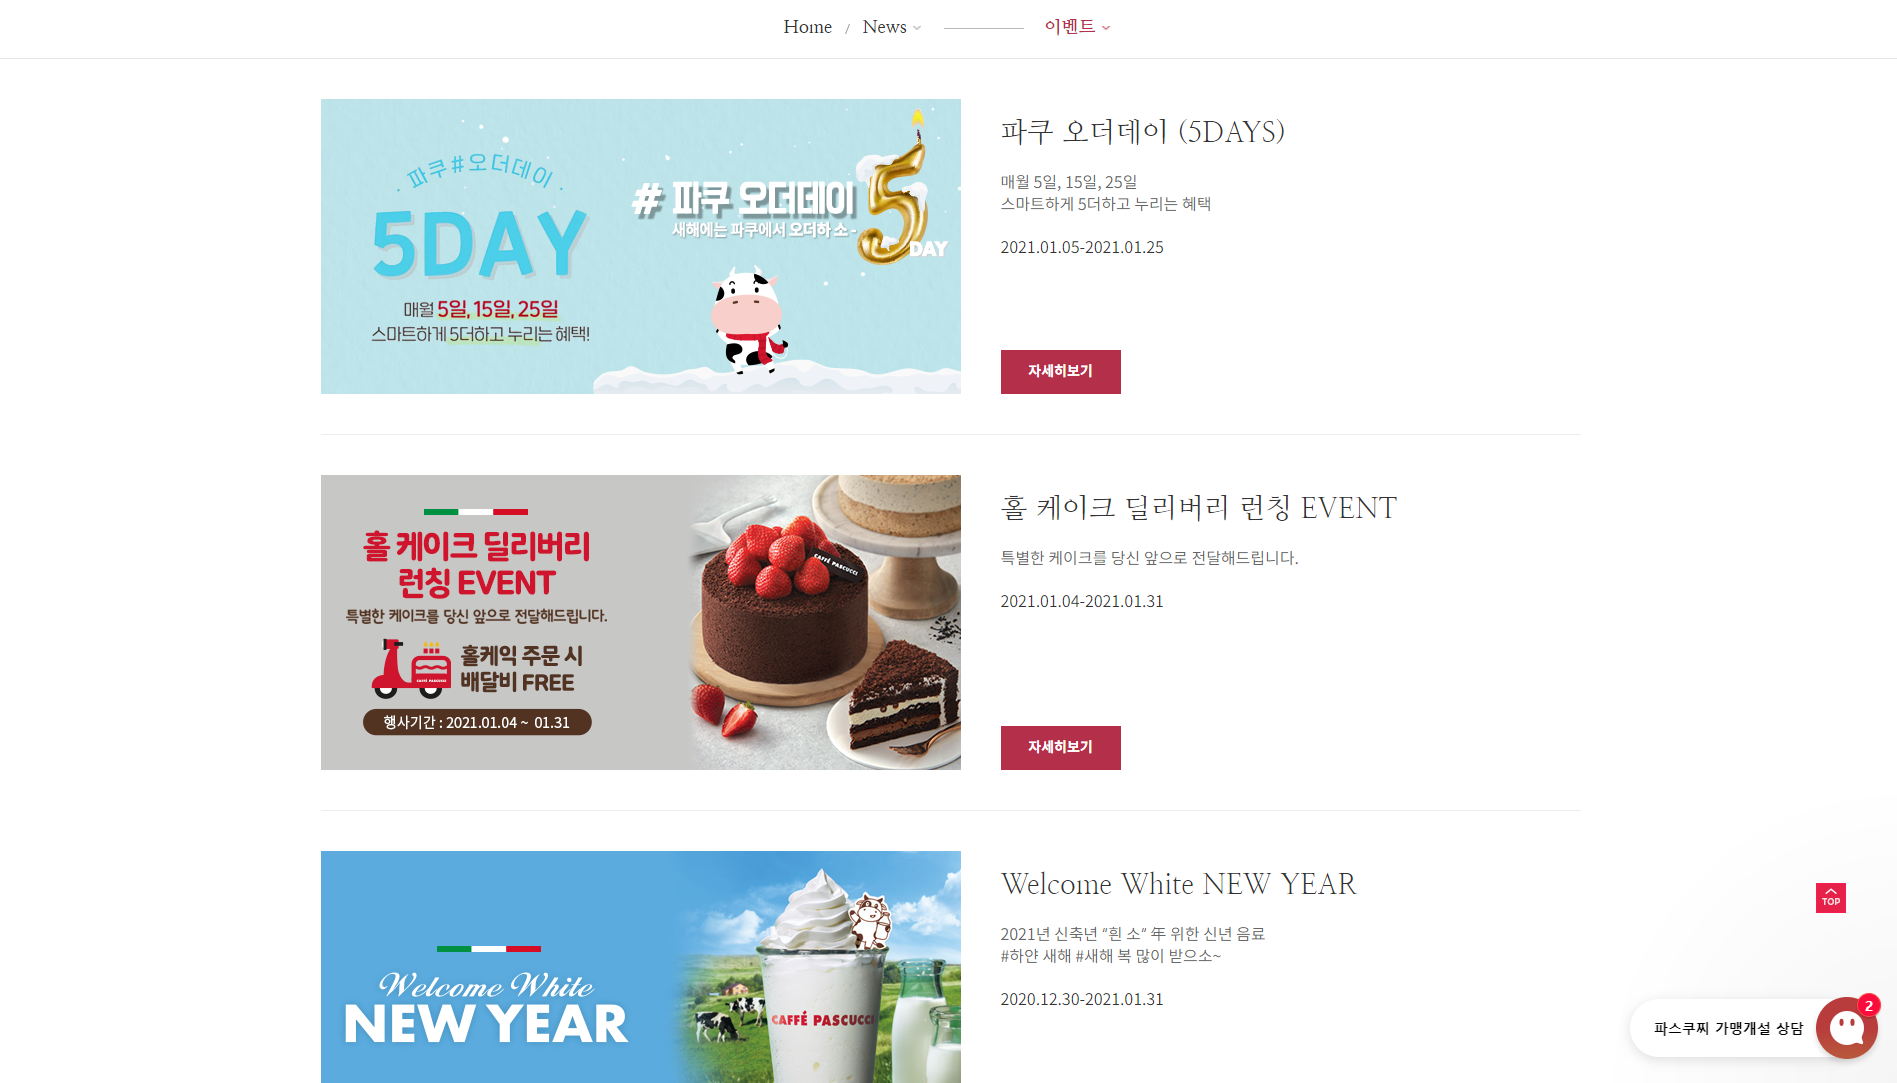 Home / News
이벤트
·파쿠#오더데이·
5DAY
매월 5일, 15일, 25일
스마트하게 5더하고 누리는 혜택!
# 파쿠 오더데이
새해에는 파쿠에서 오더하 소~
5
DAY
파쿠 오더데이 (5DAYS)
매월 5일, 15일, 25일
스마트하게 5더하고 누리는 혜택
2021.01.05-2021.01.25
자세히보기
홀 케이크 딜리버리
런칭 EVENT
특별한 케이크를 당신 앞으로 전달해드립니다.
CAFFÉ PASCUCCI
홀케익 주문 시
배달비 FREE
행사기간 : 2021.01.04 ~ 01.31
CAFFÉ PASCUCCI
홀 케이크 딜리버리 런칭 EVENT
특별한 케이크를 당신 앞으로 전달해드립니다.
2021.01.04-2021.01.31
자세히보기
Welcome White
NEW YEAR
CAFFÉ PASCUCCI
Welcome White NEW YEAR
2021년 신축년 "흰 소" 年 위한 신년 음료
#하얀 새해 #새해 복 많이 받으소~
2020.12.30-2021.01.31
TOP
파스쿠찌 가맹개설 상담
2